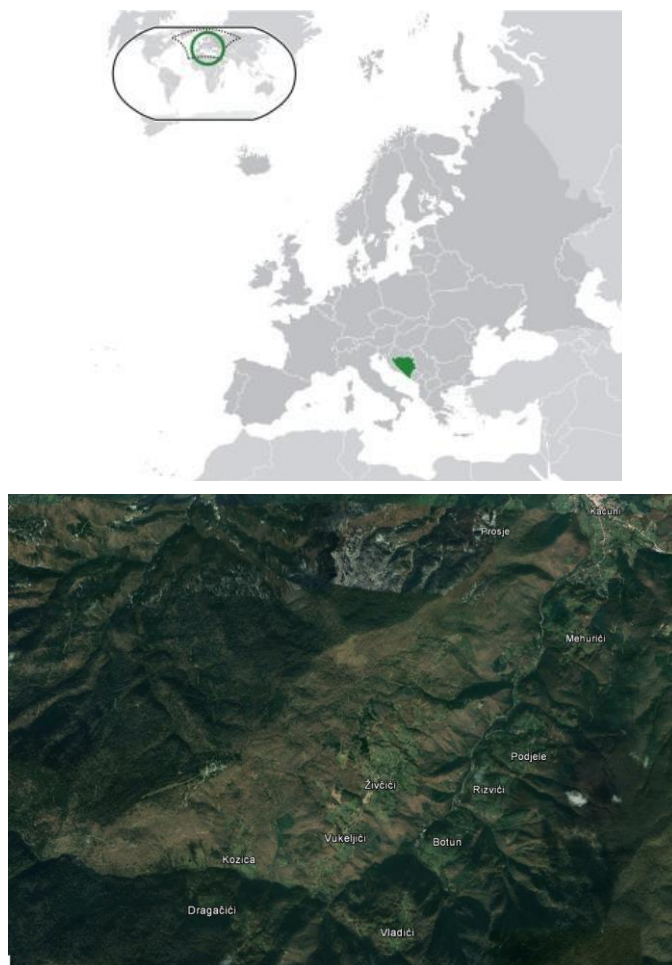 Kaćuni
Prosje
Mehurići
Podjele
Živčići
Rizvići
Vukeljići
Botun
Kozica
Dragačići
Vladići